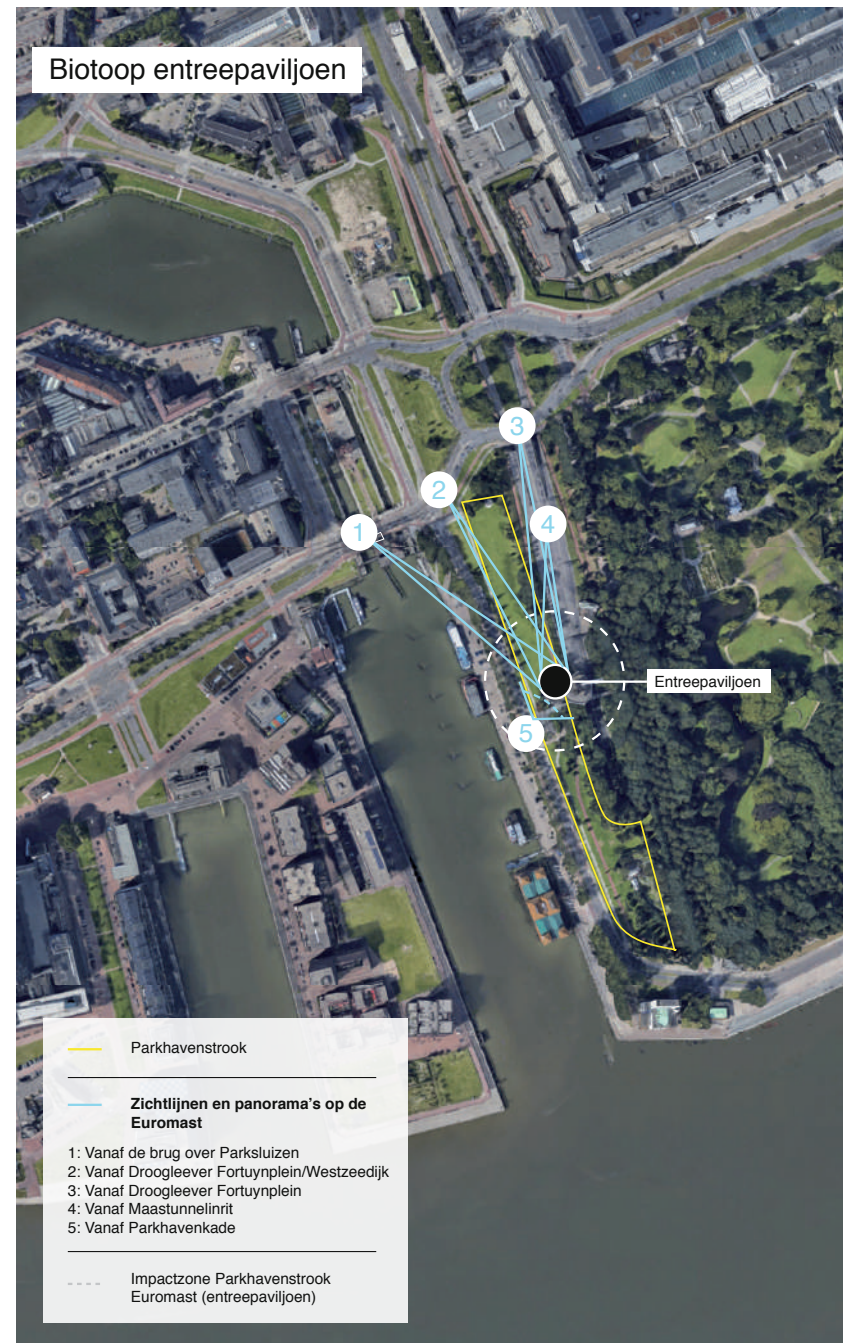 Biotoop entreepaviljoen
3
2
4
1
Entreepaviljoen
5
Parkhavenstrook
Zichtlijnen en panorama's op de
Euromast
1: Vanaf de brug over Parksluizen
2: Vanaf Droogleever Fortuynplein/Westzeedijk
3: Vanaf Droogleever Fortuynplein
4: Vanaf Maastunnelinrit
5: Vanaf Parkhavenkade
Impactzone Parkhavenstrook
Euromast (entreepaviljoen)